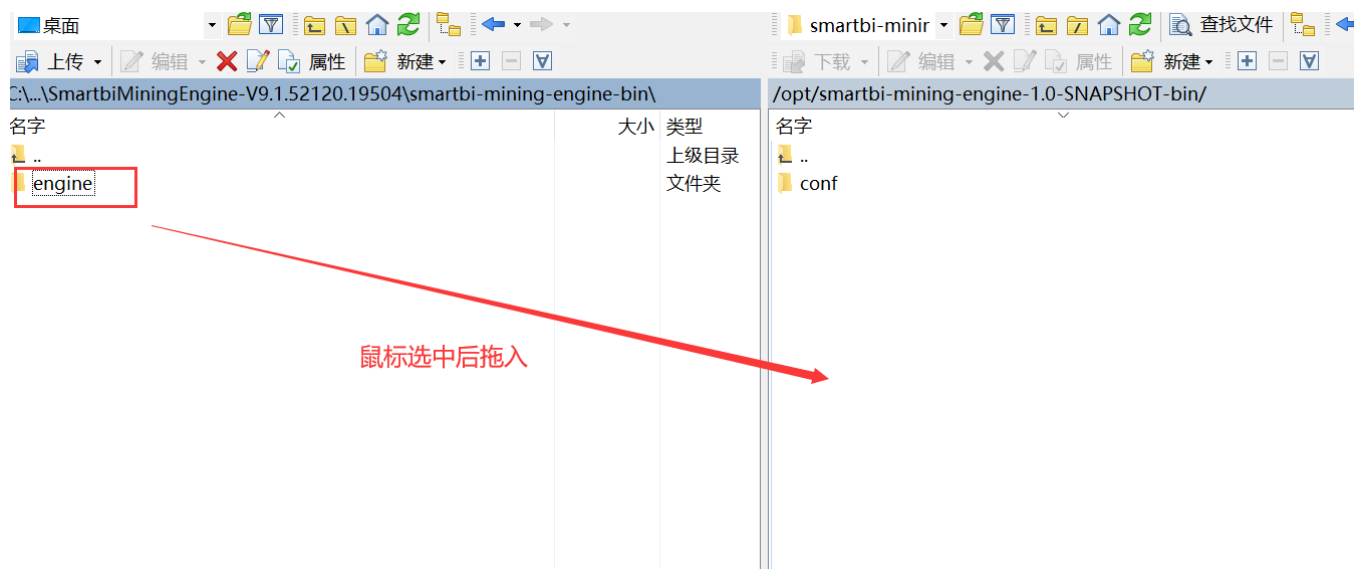 桌面
上传 编辑 属性 新建
C:\...\SmartbiMiningEngine-V9.1.52120.19504\smartbi-mining-engine-bin\
名字 大小 类型
.. 上级目录
engine 文件夹
鼠标选中后拖入
smartbi-minir 查找文件
下载 编辑 属性 新建
/opt/smartbi-mining-engine-1.0-SNAPSHOT-bin/
名字
..
conf